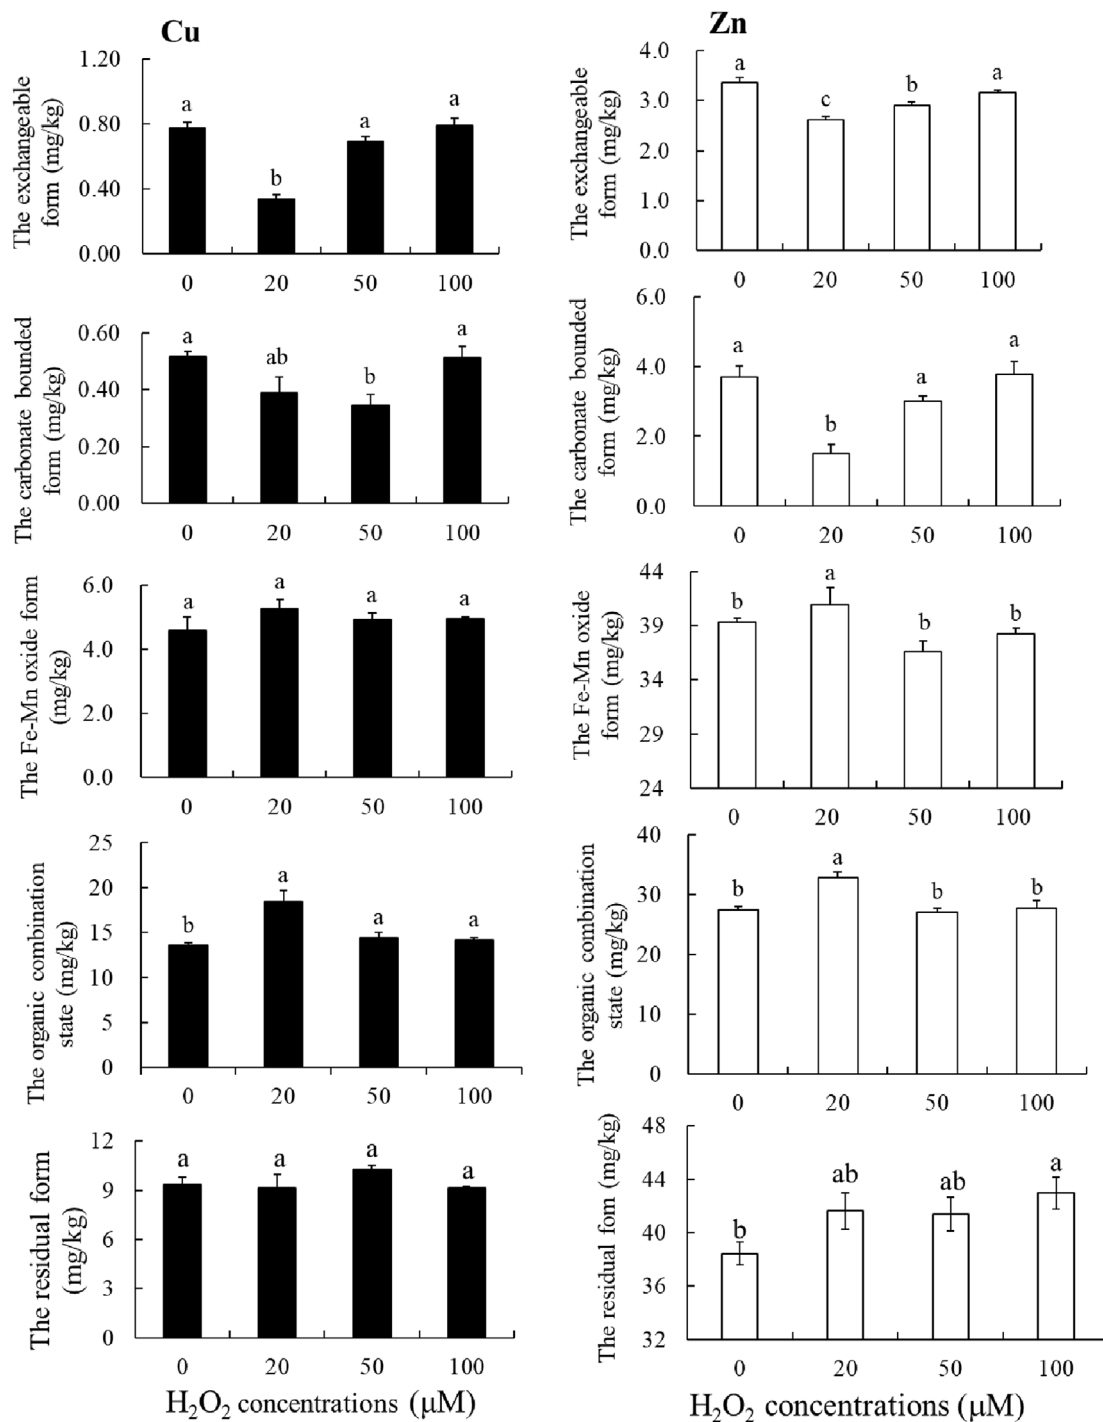 Cu
The exchangeable
form (mg/kg)
1.20
0.80
0.40
0.00
a
b
a
a
0
20
50
100
The carbonate bounded
form (mg/kg)
0.60
0.40
0.20
0.00
a
ab
b
a
0
20
50
100
The Fe-Mn oxide form
(mg/kg)
6.0
4.0
2.0
0.0
a
a
a
a
0
20
50
100
The organic combination
state (mg/kg)
25
20
15
10
5
0
b
a
a
a
0
20
50
100
The residual form
(mg/kg)
12
9
6
3
0
a
a
a
a
0
20
50
100
H₂O₂ concentrations (μM)
Zn
The exchangeable
form (mg/kg)
4.0
3.0
2.0
1.0
0.0
a
c
b
a
0
20
50
100
The carbonate bounded
form (mg/kg)
6.0
4.0
2.0
0.0
a
b
a
a
0
20
50
100
The Fe-Mn oxide
form (mg/kg)
44
39
34
29
24
b
a
b
b
0
20
50
100
The organic combination
state (mg/kg)
40
30
20
10
0
b
a
b
b
0
20
50
100
The residual fom (mg/kg)
48
44
40
36
32
b
ab
ab
a
0
20
50
100
H₂O₂ concentrations (μM)